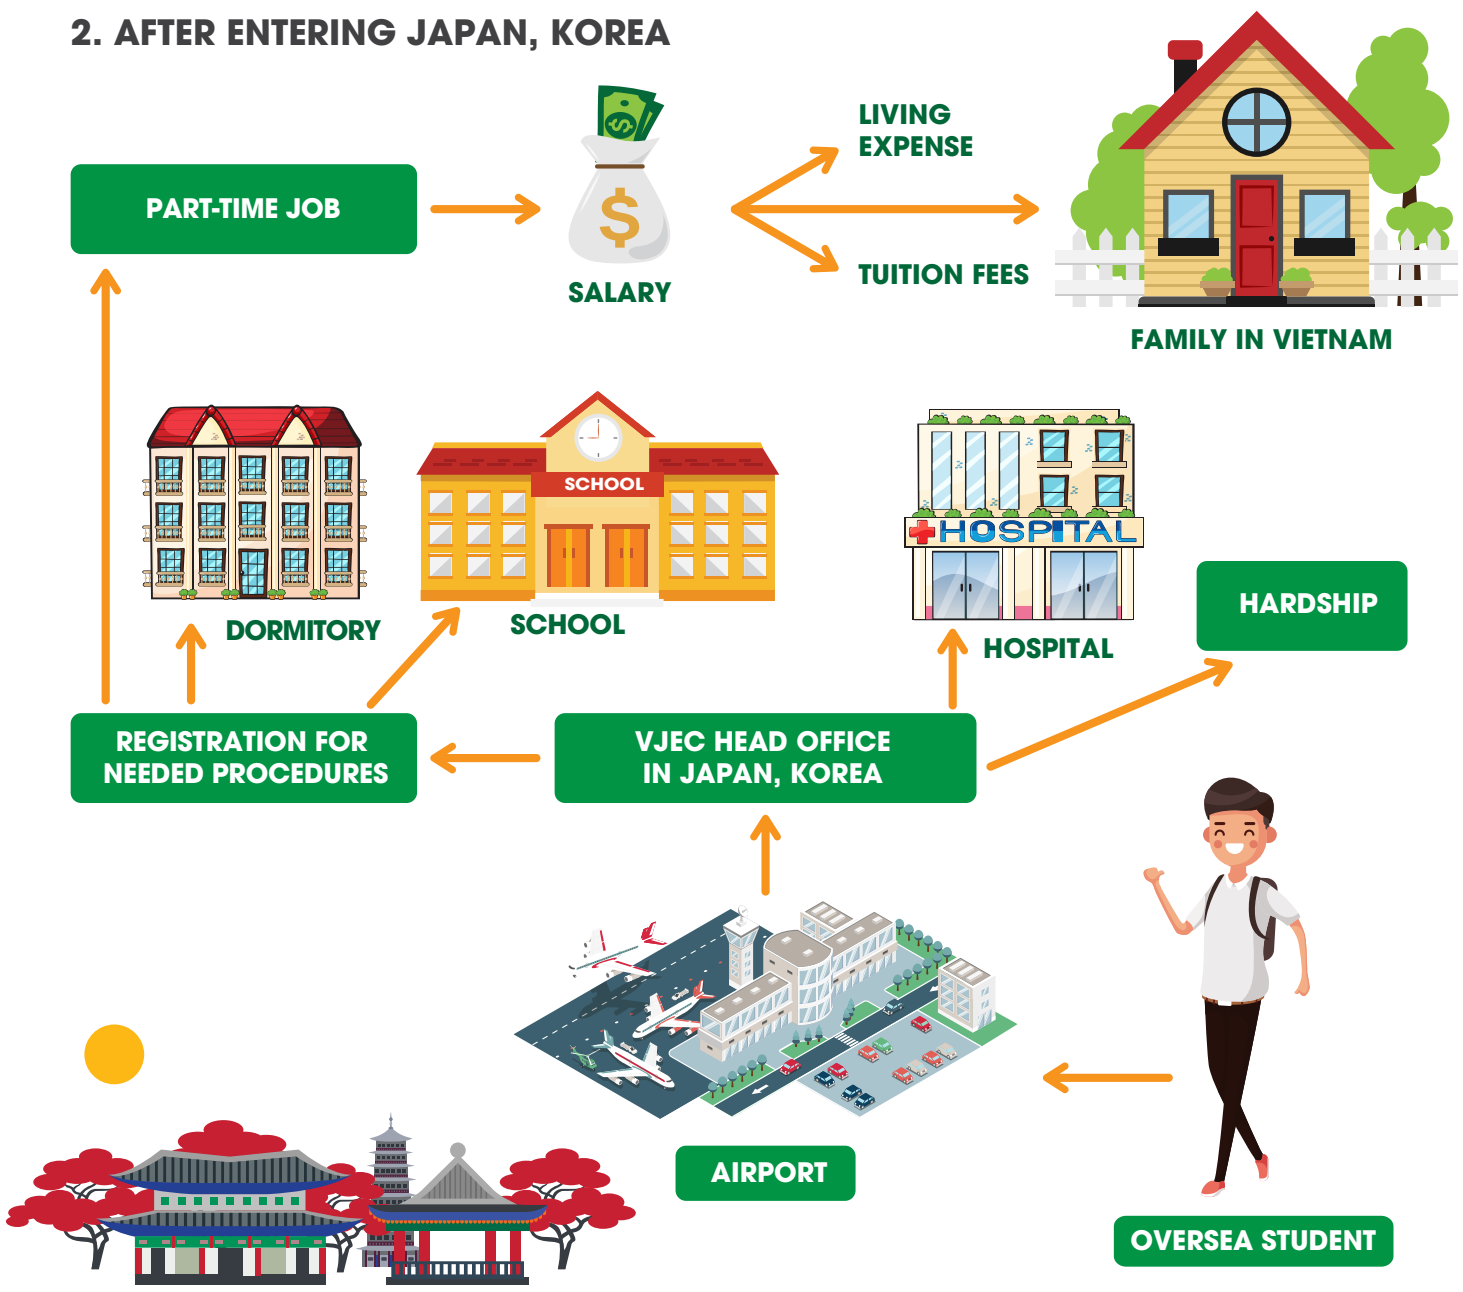 2. AFTER ENTERING JAPAN, KOREA
LIVING
EXPENSE
PART-TIME JOB
$
$
SALARY
TUITION FEES
FAMILY IN VIETNAM
SCHOOL
HOSPITAL
DORMITORY
SCHOOL
HOSPITAL
HARDSHIP
REGISTRATION FOR
NEEDED PROCEDURES
VJEC HEAD OFFICE
IN JAPAN, KOREA
AIRPORT
OVERSEA STUDENT